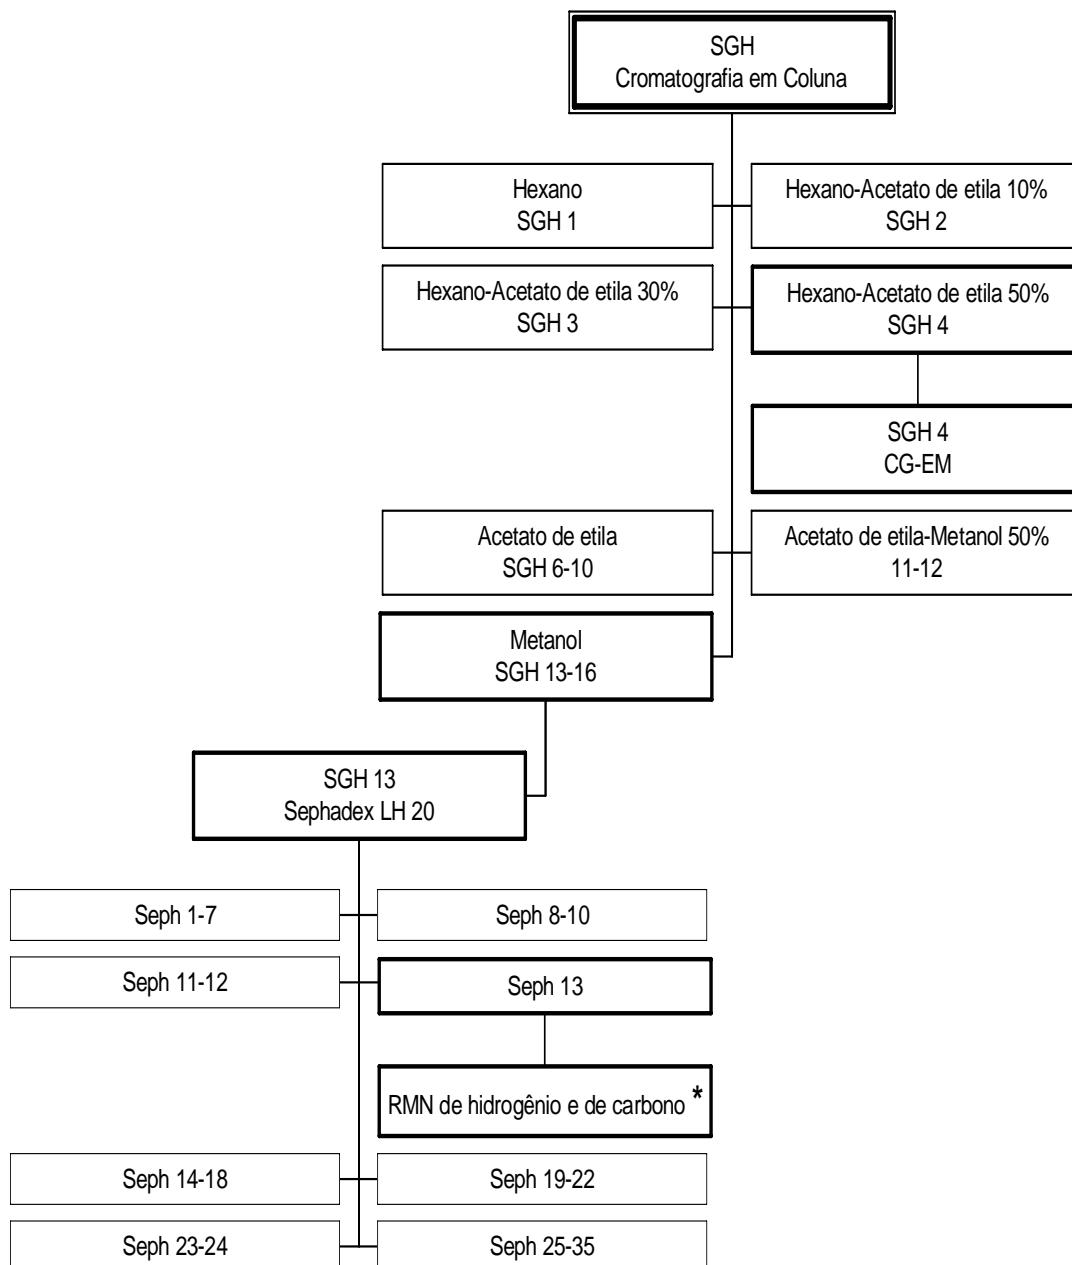 SGH
Cromatografia em Coluna
Hexano
SGH 1
Hexano-Acetato de etila 10%
SGH 2
Hexano-Acetato de etila 30%
SGH 3
Hexano-Acetato de etila 50%
SGH 4
SGH 4
CG-EM
Acetato de etila
SGH 6-10
Acetato de etila-Metanol 50%
11-12
Metanol
SGH 13-16
SGH 13
Sephadex LH 20
Seph 1-7
Seph 8-10
Seph 11-12
Seph 13
RMN de hidrogênio e de carbono *
Seph 14-18
Seph 19-22
Seph 23-24
Seph 25-35